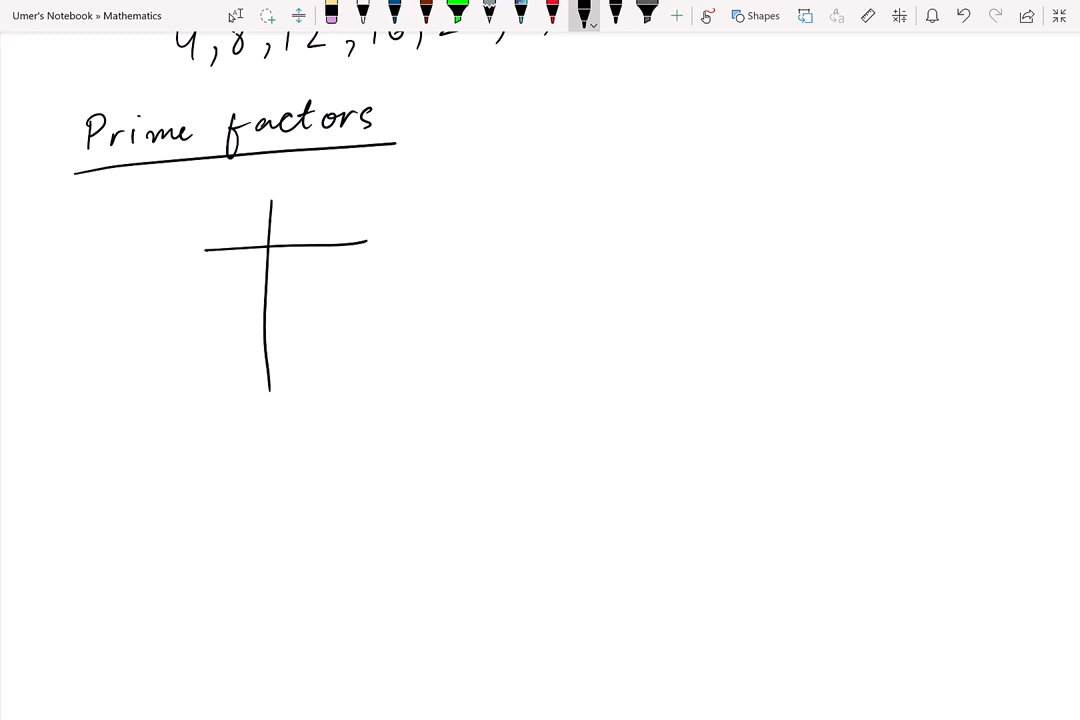 Umer's Notebook » Mathematics
Shapes
4, 8, 12, 16,
Prime factors